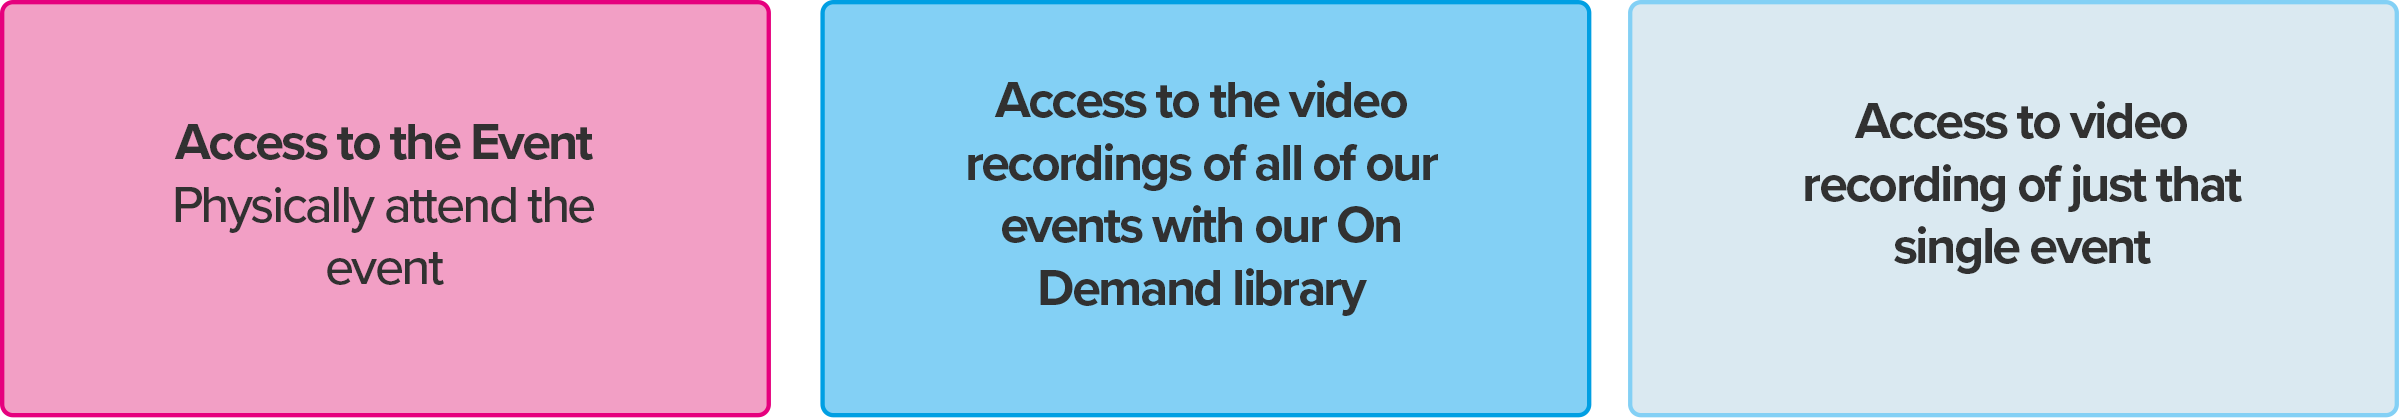 Access to the Event
Physically attend the
event
Access to the video
recordings of all of our
events with our On
Demand library
Access to video
recording of just that
single event